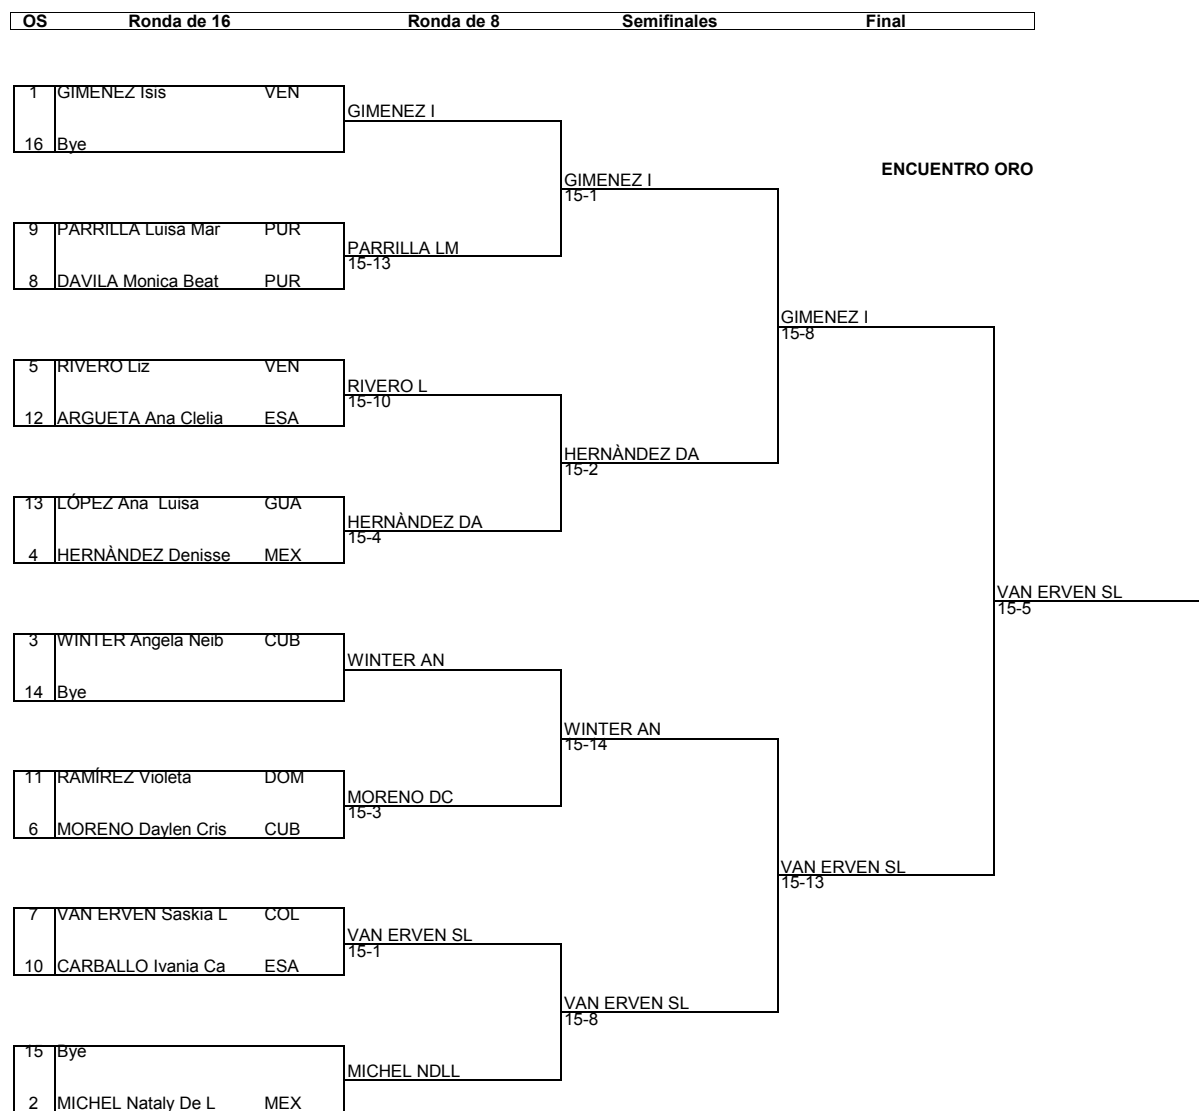 OS Ronda de 16 Ronda de 8 Semifinales Final
1 GIMENEZ Isis VEN
GIMENEZ I
16 Bye
ENCUENTRO ORO
GIMENEZ I
15-1
9 PARRILLA Luisa Mar PUR
PARRILLA LM
15-13
8 DAVILA Monica Beat PUR
GIMENEZ I
15-8
5 RIVERO Liz VEN
RIVERO L
15-10
12 ARGUETA Ana Clelia ESA
HERNÀNDEZ DA
15-2
13 LÓPEZ Ana Luisa GUA
HERNÀNDEZ DA
15-4
4 HERNÀNDEZ Denisse MEX
VAN ERVEN SL
15-5
3 WINTER Angela Neib CUB
WINTER AN
14 Bye
WINTER AN
15-14
11 RAMÍREZ Violeta DOM
MORENO DC
15-3
6 MORENO Daylen Cris CUB
VAN ERVEN SL
15-13
7 VAN ERVEN Saskia L COL
VAN ERVEN SL
15-1
10 CARBALLO Ivania Ca ESA
VAN ERVEN SL
15-8
15 Bye
MICHEL NDLL
2 MICHEL Nataly De L MEX